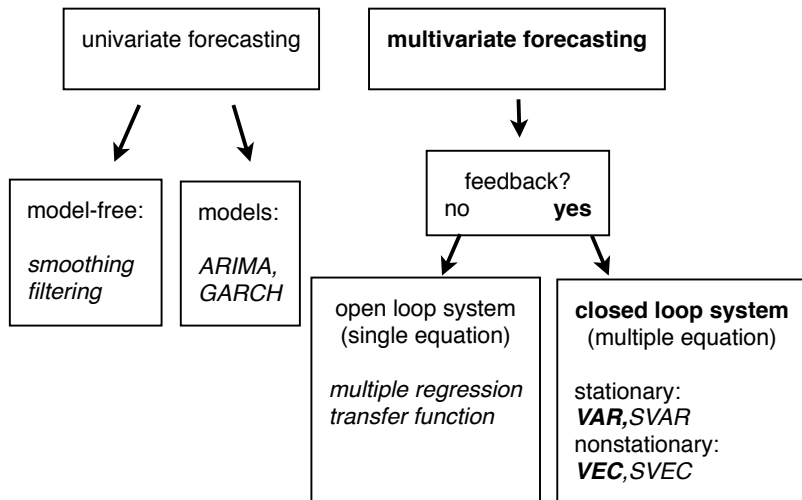 univariate forecasting
multivariate forecasting
feedback?
no yes
model-free:
smoothing
filtering
models:
ARIMA,
GARCH
open loop system
(single equation)
multiple regression
transfer function
closed loop system
(multiple equation)
stationary:
VAR,SVAR
nonstationary:
VEC,SVEC